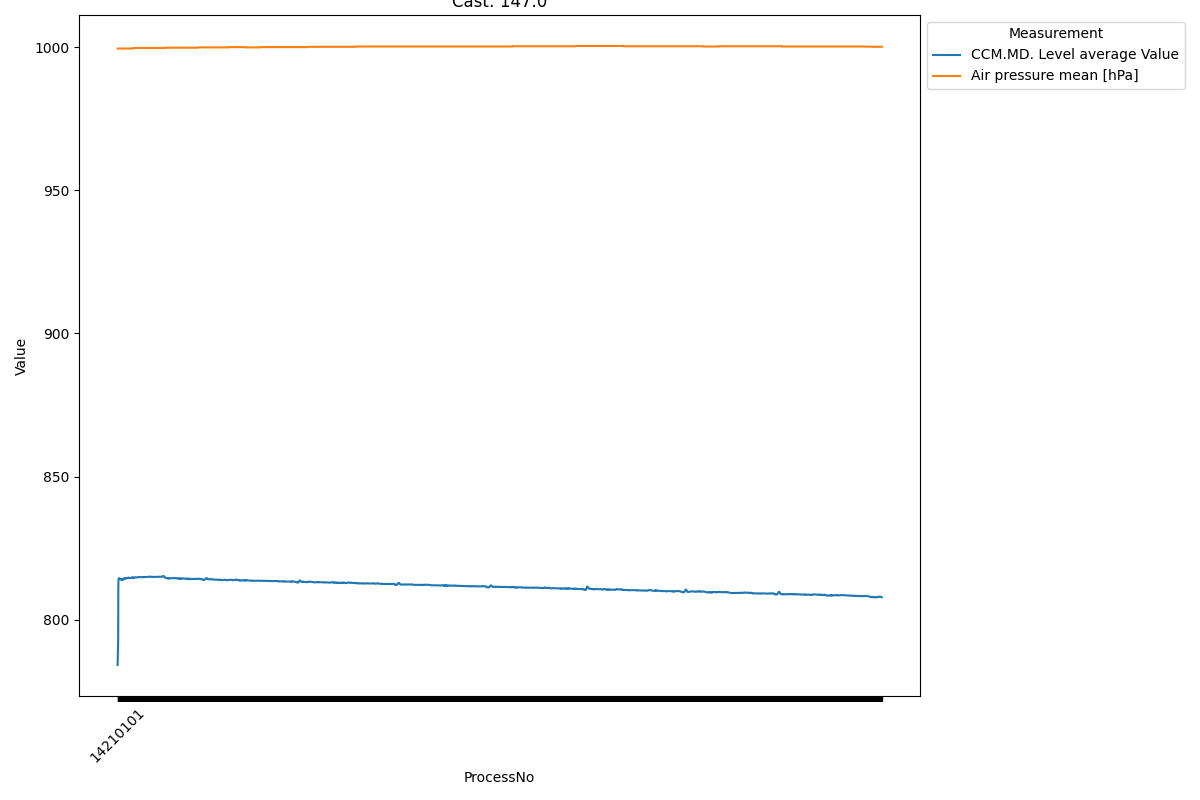 Cast: 147.0
Measurement
CCM.MD. Level average Value
Air pressure mean [hPa]
1000
950
900
850
800
Value
14210101
ProcessNo